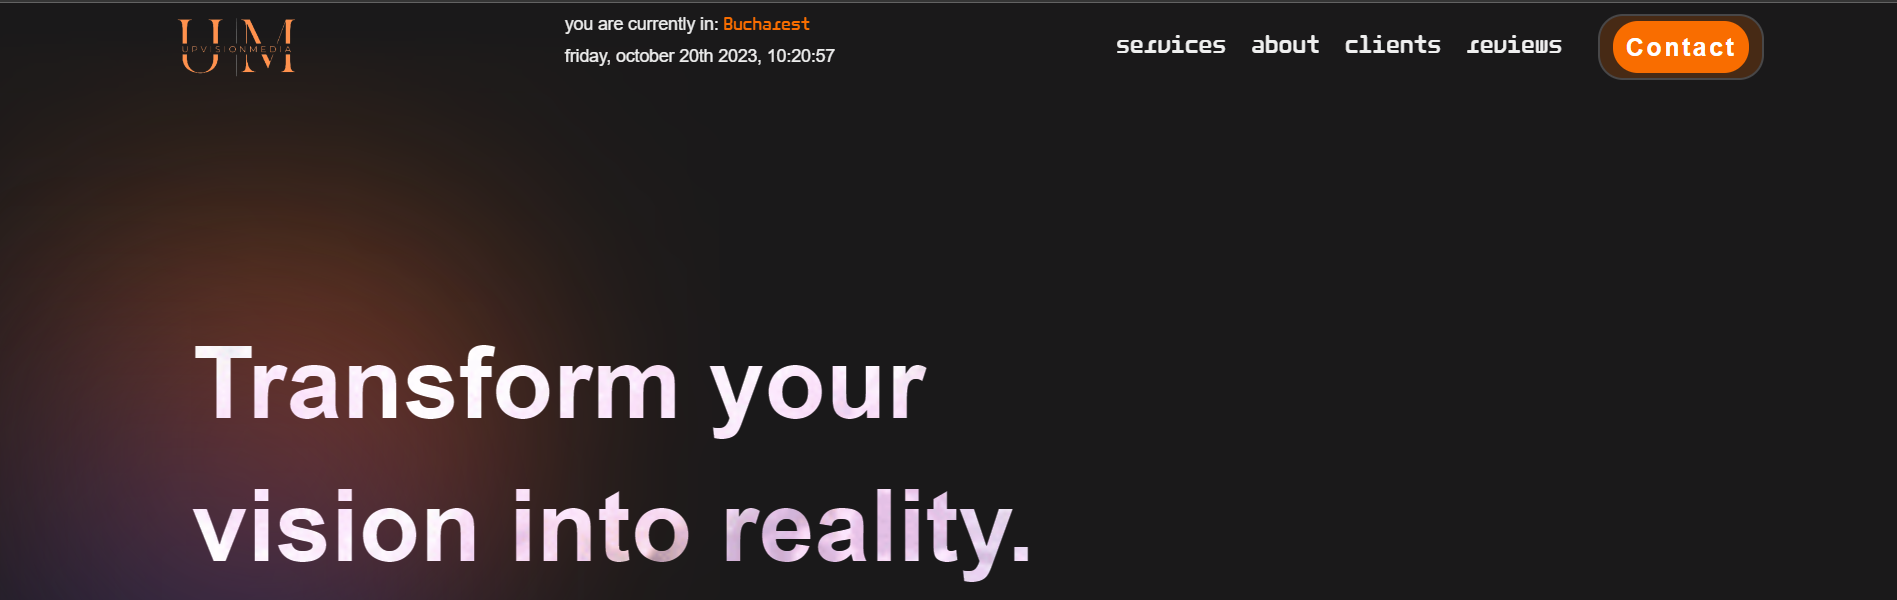 UM
UPVISIONMEDIA
you are currently in: Bucharest
friday, october 20th 2023, 10:20:57
services about clients reviews Contact
Transform your
vision into reality.